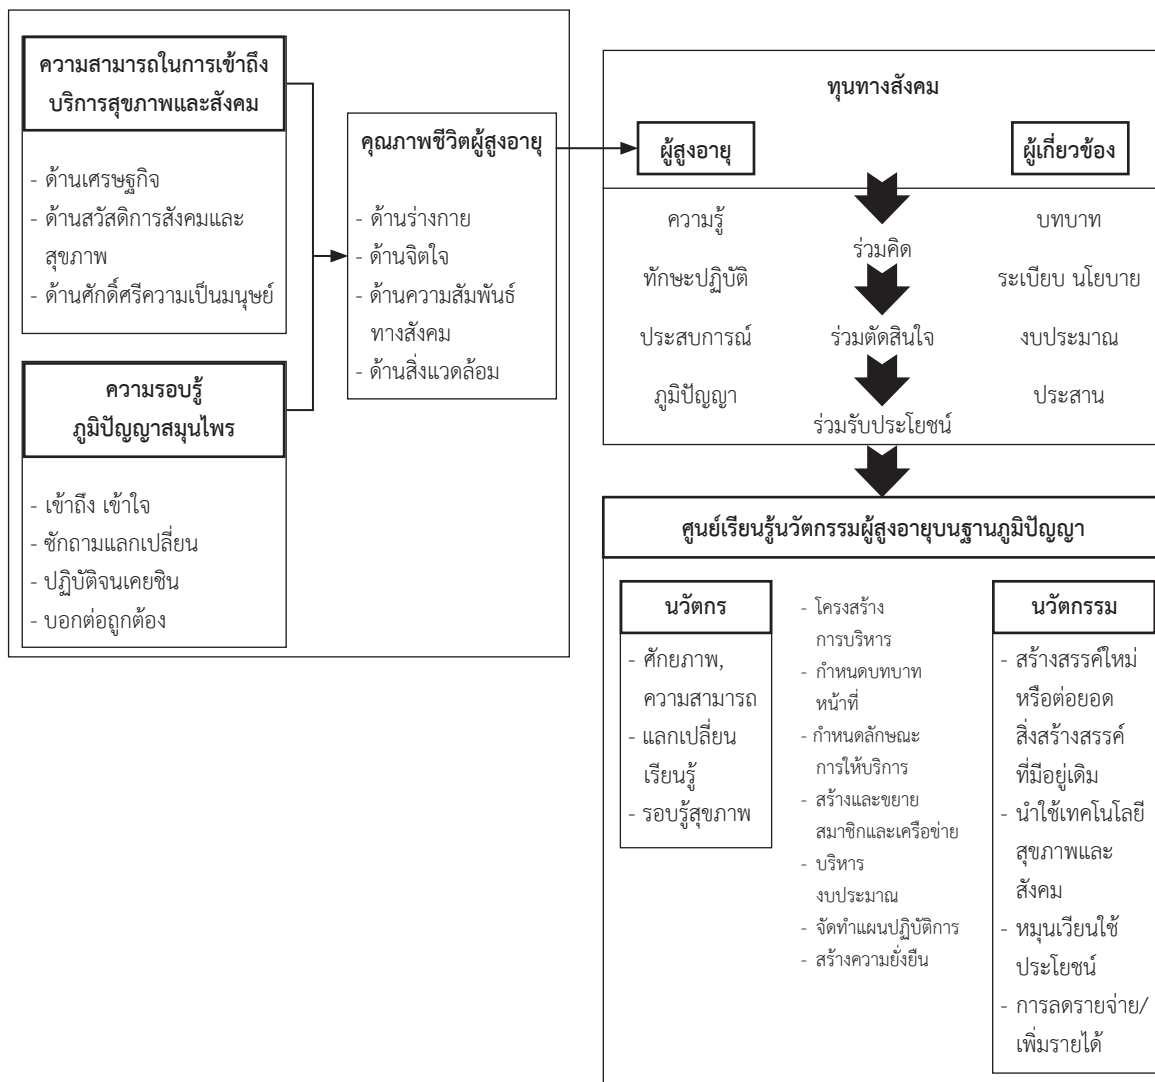 ความสามารถในการเข้าถึง
บริการสุขภาพและสังคม
- ด้านเศรษฐกิจ
- ด้านสวัสดิการสังคมและ
สุขภาพ
- ด้านศักดิ์ศรีความเป็นมนุษย์
ความรอบรู้
ภูมิปัญญาสมุนไพร
- เข้าถึง เข้าใจ
- ซักถามแลกเปลี่ยน
- ปฏิบัติจนเคยชิน
- บอกต่อถูกต้อง
คุณภาพชีวิตผู้สูงอายุ
- ด้านร่างกาย
- ด้านจิตใจ
- ด้านความสัมพันธ์
ทางสังคม
- ด้านสิ่งแวดล้อม
ทุนทางสังคม
ผู้สูงอายุ
ผู้เกี่ยวข้อง
ความรู้
ทักษะปฏิบัติ
ประสบการณ์
ภูมิปัญญา
ร่วมคิด
ร่วมตัดสินใจ
ร่วมรับประโยชน์
บทบาท
ระเบียบ นโยบาย
งบประมาณ
ประสาน
ศูนย์เรียนรู้นวัตกรรมผู้สูงอายุบนฐานภูมิปัญญา
นวัตกร
- ศักยภาพ,
ความสามารถ
- แลกเปลี่ยน
เรียนรู้
- รอบรู้สุขภาพ
- โครงสร้าง
การบริหาร
- กำหนดบทบาท
หน้าที่
- กำหนดลักษณะ
การให้บริการ
- สร้างและขยาย
สมาชิกและเครือข่าย
- บริหาร
งบประมาณ
- จัดทำแผนปฏิบัติการ
- สร้างความยั่งยืน
นวัตกรรม
- สร้างสรรค์ใหม่
หรือต่อยอด
สิ่งสร้างสรรค์
ที่มีอยู่เดิม
- นำใช้เทคโนโลยี
สุขภาพและ
สังคม
- หมุนเวียนใช้
ประโยชน์
- การลดรายจ่าย/
เพิ่มรายได้